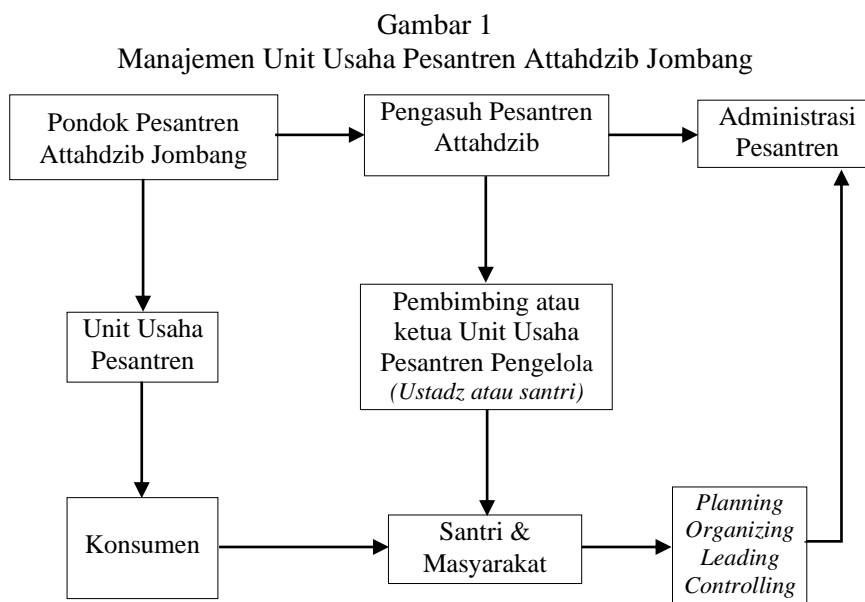 Gambar 1
Manajemen Unit Usaha Pesantren Attahdzib Jombang
Pondok Pesantren
Attahdzib Jombang
Pengasuh Pesantren
Attahdzib
Administrasi
Pesantren
Unit Usaha
Pesantren
Pembimbing atau
ketua Unit Usaha
Pesantren Pengelola
(Ustadz atau santri)
Konsumen
Santri &
Masyarakat
Planning
Organizing
Leading
Controlling